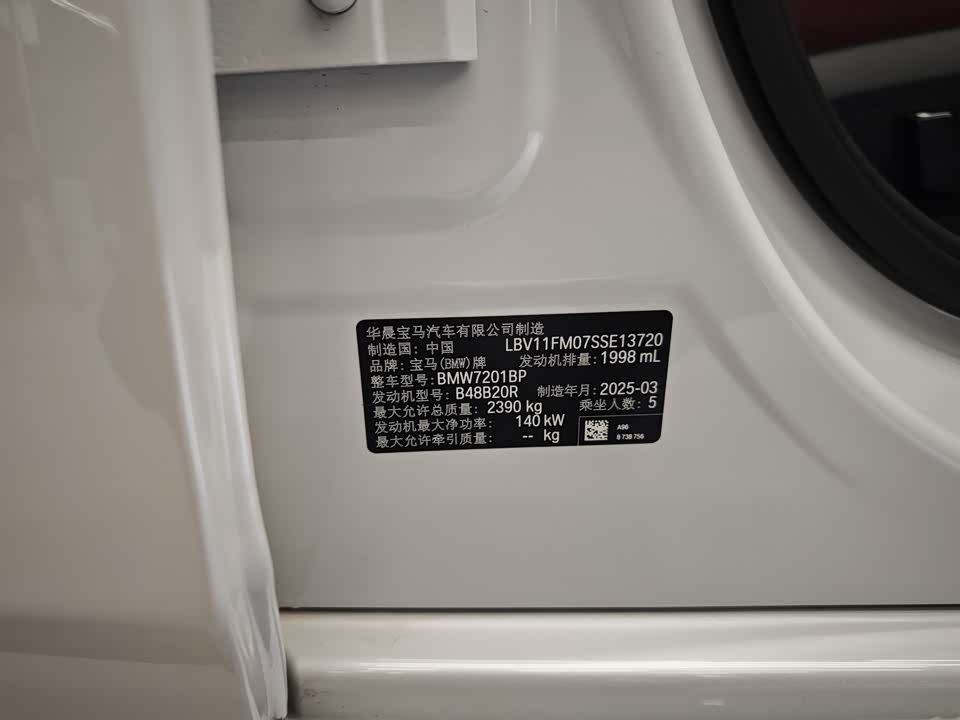 华晨宝马汽车有限公司制造
制造国：中国 LBV11FM07SSE13720
品牌：宝马(BMW)牌 发动机排量：1998 mL
整车型号：BMW7201BP
发动机型号：B48B20R 制造年月：2025-03
最大允许总质量：2390 kg 乘坐人数：5
发动机最大净功率：140 kW
最大允许牵引质量：-- kg
A96
8 738 756